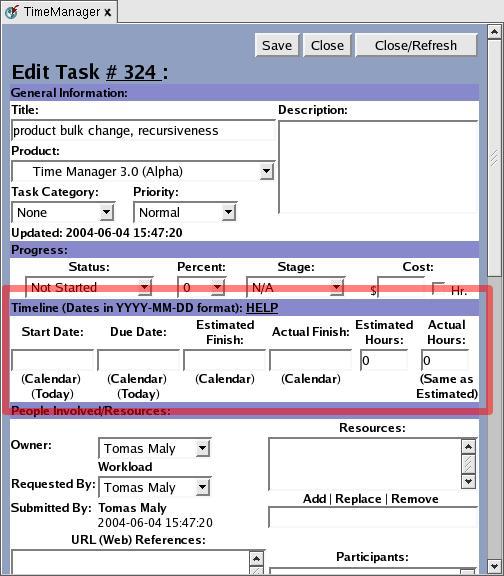 TimeManager x
Save Close Close/Refresh
Edit Task # 324 :
General Information:
Title: Description:
product bulk change, recursiveness
Product:
Time Manager 3.0 (Alpha)
Task Category: Priority:
None Normal
Updated: 2004-06-04 15:47:20
Progress:
Status: Percent: Stage: Cost:
Not Started 0 N/A $ Hr.
Timeline (Dates in YYYY-MM-DD format): HELP
Start Date: Due Date: Estimated Finish: Actual Finish: Estimated Hours: Actual Hours:
0 0
(Calendar) (Calendar) (Calendar) (Calendar) (Same as
(Today) (Today) Estimated)
People Involved/Resources:
Resources:
Owner: Tomas Maly
Workload
Requested By: Tomas Maly
Add | Replace | Remove
Submitted By: Tomas Maly
2004-06-04 15:47:20
URL (Web) References:
Participants: